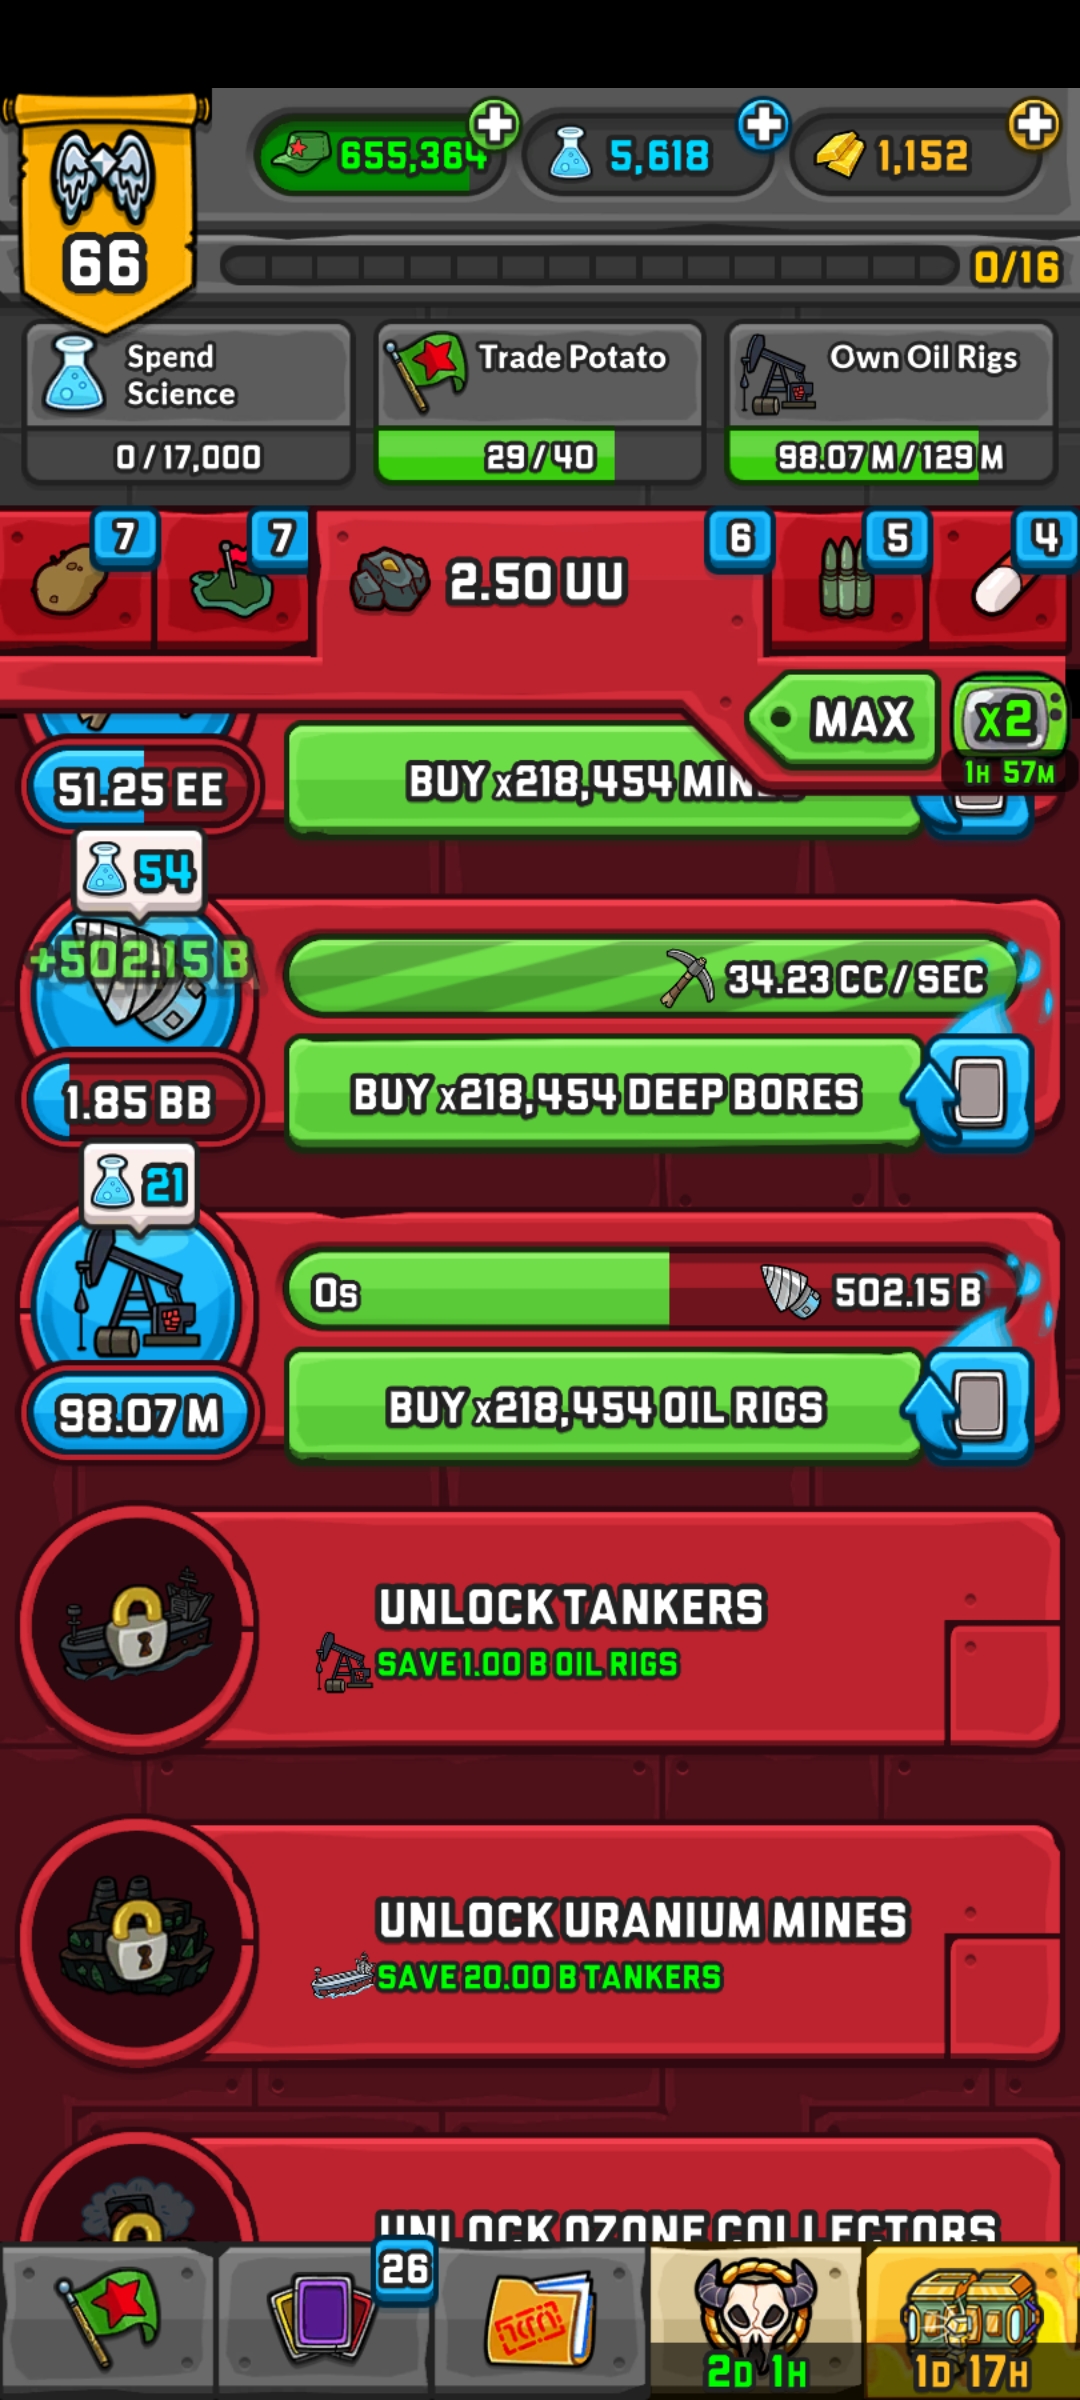 655,364
5,618
1,152
66
0/16
Spend
Science
0/17,000
Trade Potato
29/40
Own Oil Rigs
98.07 M/129 M
7
7
2.50 UU
6
5
4
MAX
x2
1H 57M
51.25 EE
BUY x218,454 MIN
54
+502.15 B
34.23 CC/SEC
1.85 BB
BUY x218,454 DEEP BORES
21
0s
502.15 B
98.07 M
BUY x218,454 OIL RIGS
UNLOCK TANKERS
SAVE 1.00 B OIL RIGS
UNLOCK URANIUM MINES
SAVE 20.00 B TANKERS
UNLOCK OZONE COLLECTORS
26
2D 1H
1D 17H